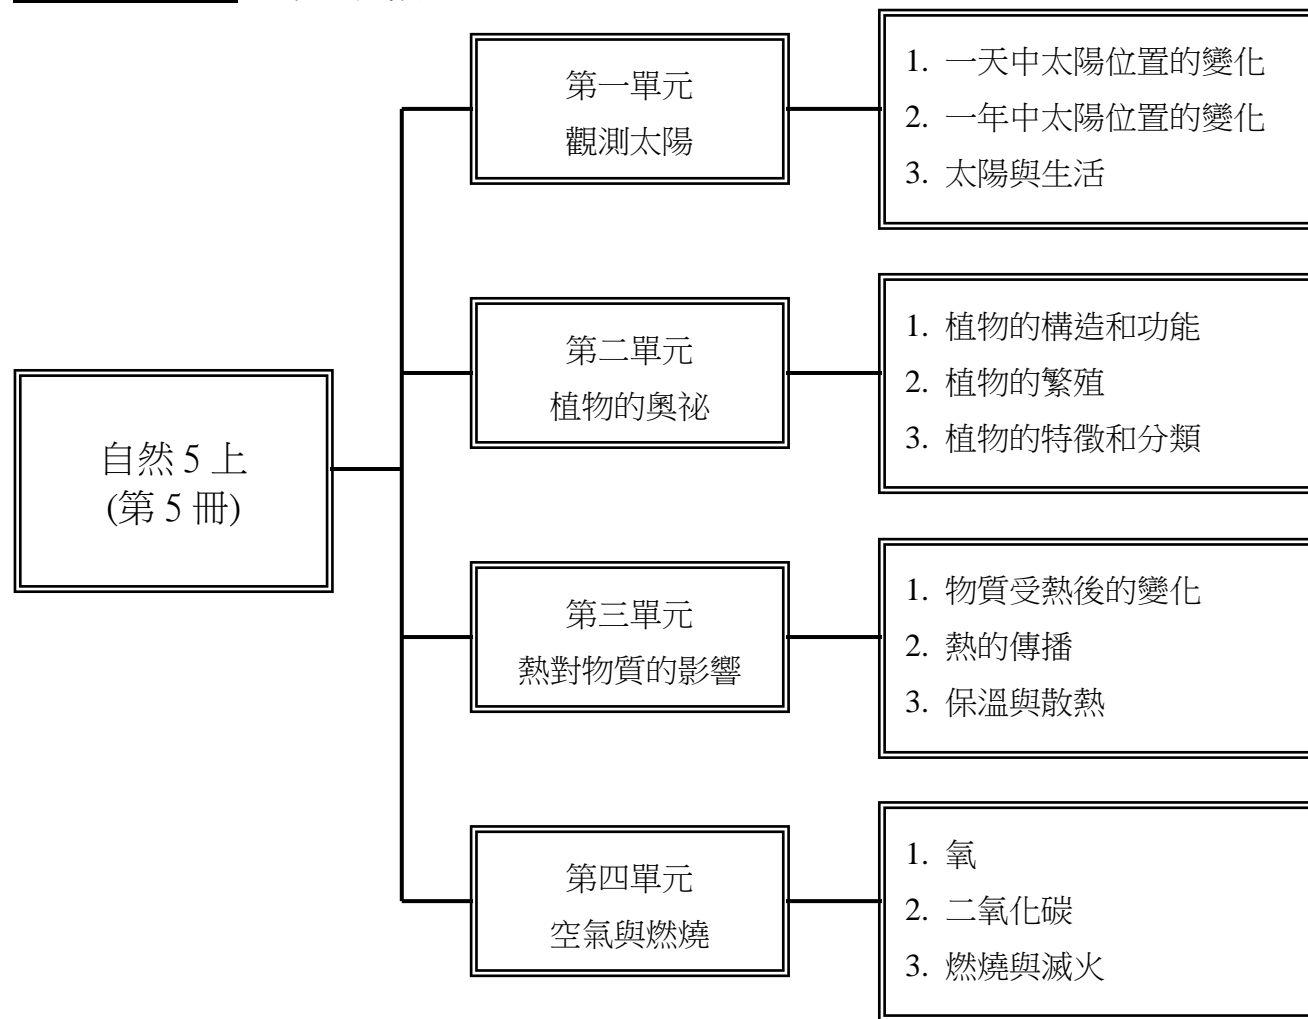 自然 5 上
(第 5 冊)
第一單元
觀測太陽
1. 一天中太陽位置的變化
2. 一年中太陽位置的變化
3. 太陽與生活
第二單元
植物的奧祕
1. 植物的構造和功能
2. 植物的繁殖
3. 植物的特徵和分類
第三單元
熱對物質的影響
1. 物質受熱後的變化
2. 熱的傳播
3. 保溫與散熱
第四單元
空氣與燃燒
1. 氧
2. 二氧化碳
3. 燃燒與滅火